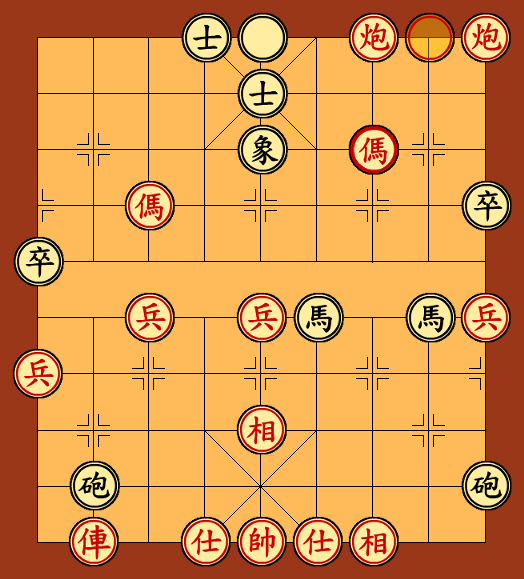 士 炮 炮
士
象 傌
傌 卒
卒
兵 兵 馬 馬 兵
兵
相
砲 砲
俥 仕 帥 仕 相